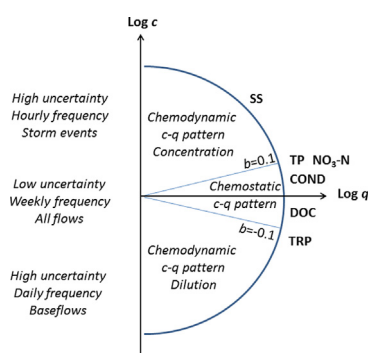 Log c
SS
High uncertainty
Hourly frequency
Storm events
Chemodynamic
c-q pattern
Concentration
b=0.1
TP NO₃-N
COND
Low uncertainty
Weekly frequency
All flows
Chemostatic
c-q pattern
Log q
DOC
b=-0.1
TRP
Chemodynamic
c-q pattern
Dilution
High uncertainty
Daily frequency
Baseflows